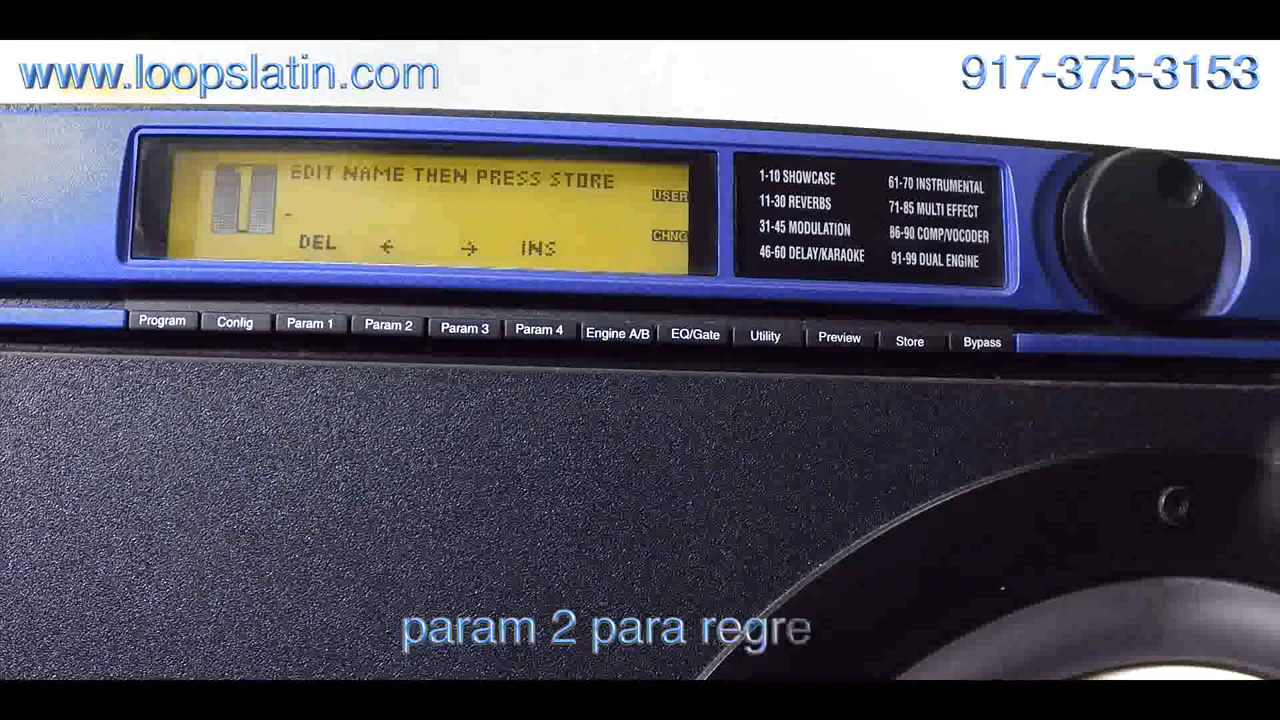 www.loopslatin.com
917-375-3153
EDIT NAME THEN PRESS STORE
USER
CHNG
DEL ← → INS
1-10 SHOWCASE
11-30 REVERBS
31-45 MODULATION
46-60 DELAY/KARAOKE
61-70 INSTRUMENTAL
71-85 MULTI EFFECT
86-90 COMP/VOCODER
91-99 DUAL ENGINE
Program Config Param 1 Param 2 Param 3 Param 4 Engine A/B EQ/Gate Utility Preview Store Bypass
param 2 para regre